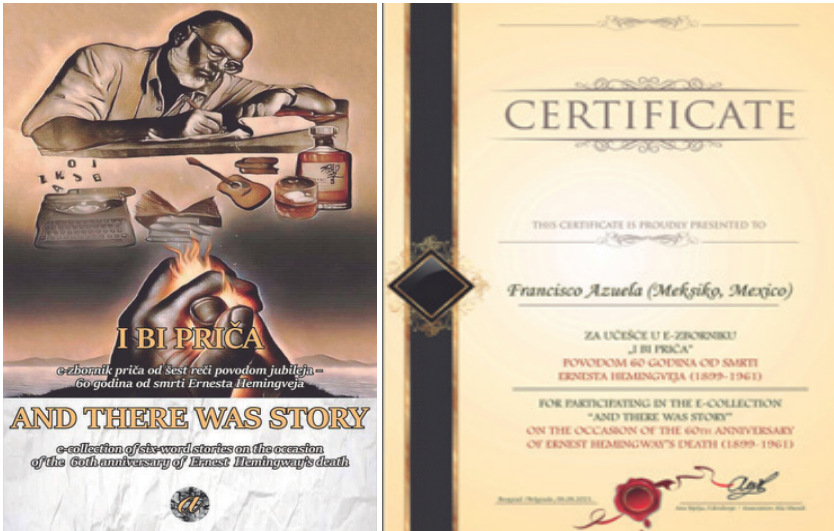 I BI PRIČA
e-zbornik priča od šest reči povodom jubileja –
60 godina od smrti Ernesta Hemingveja
AND THERE WAS STORY
e-collection of six-word stories on the occasion
of the 60th anniversary of Ernest Hemingway's death
CERTIFICATE
THIS CERTIFICATE IS PROUDLY PRESENTED TO
Francisco Azuela (Meksiko, Mexico)
ZA UČEŠĆE U E-ZBORNIKU
„I BI PRIČA”
POVODOM 60 GODINA OD SMRTI
ERNESTA HEMINGVEJA (1899-1961)
FOR PARTICIPATING IN THE E-COLLECTION
“AND THERE WAS STORY”
ON THE OCCASION OF THE 60TH ANNIVERSARY
OF ERNEST HEMINGWAY'S DEATH (1899-1961)
Beograd / Belgrade,